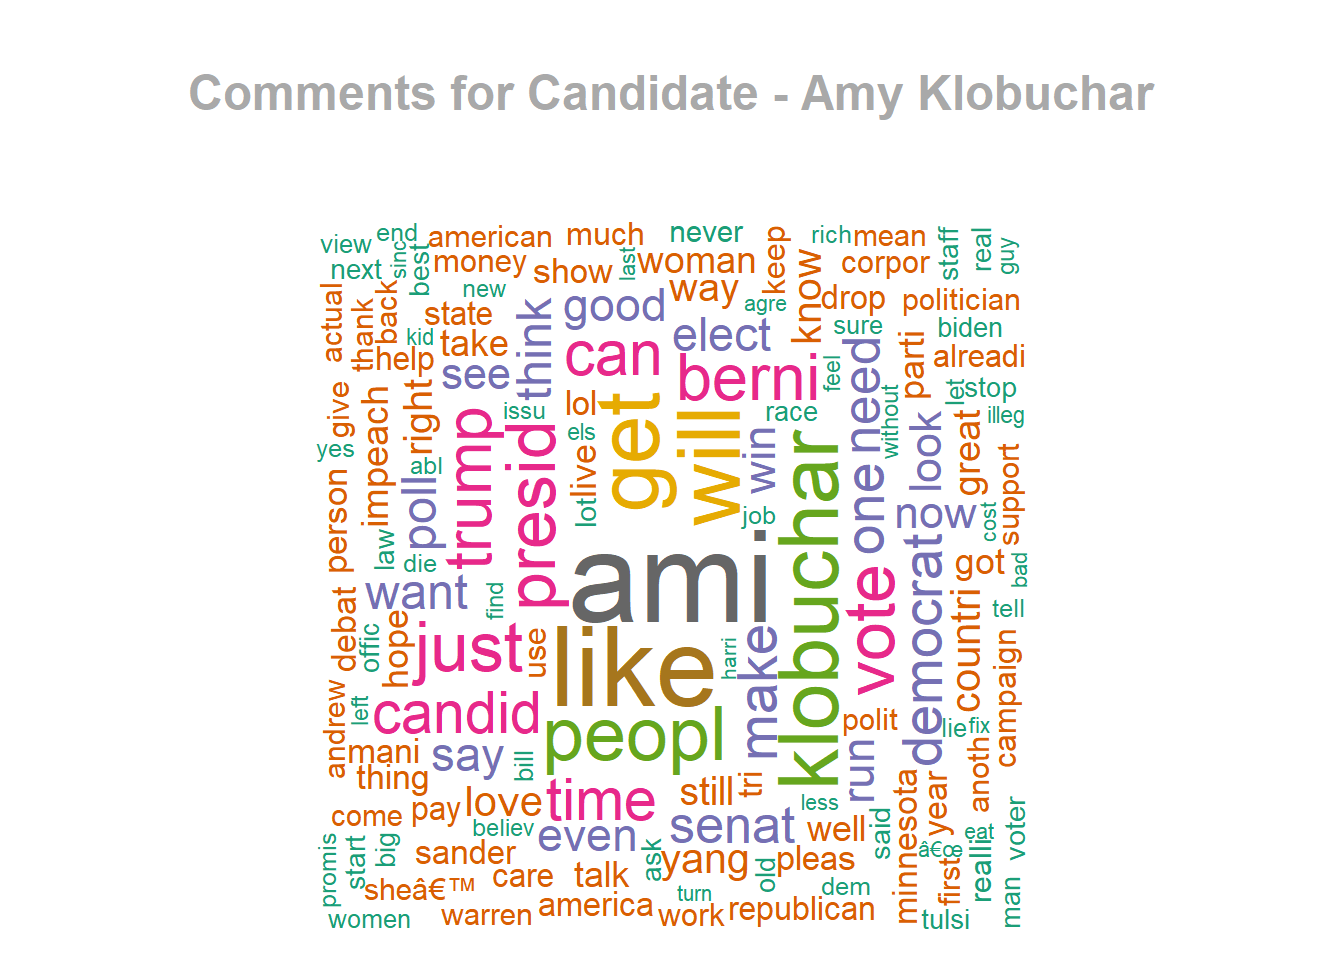 Comments for Candidate - Amy Klobuchar
view
end
american
much
never
rich
mean
staff
real
guy
next
sinc
best
money
show
last
woman
keep
know
corpor
new
way
agre
drop
politician
actual
thank
back
state
think
good
elect
sure
biden
kid
take
can
berni
feel
need
parti
alreadi
help
see
let
stop
give
impeach
right
issu
lol
get
will
race
without
illeg
yes
trump
presid
els
win
one
look
great
support
person
abl
poll
live
lot
job
klobuchar
now
cost
law
die
ami
vote
democrat
got
bad
want
find
countri
tell
debat
offic
hope
just
use
like
harri
make
campaign
andrew
left
candid
peopl
polit
lie
fix
mani
say
bill
run
anoth
thing
tri
still
love
time
less
minnesota
year
come
pay
believ
even
senat
well
said
eat
voter
promis
start
big
sander
ask
yang
old
pleas
â€œ
first
realli
man
sheâ€™
care
talk
turn
dem
women
warren
america
work
republican
tulsi